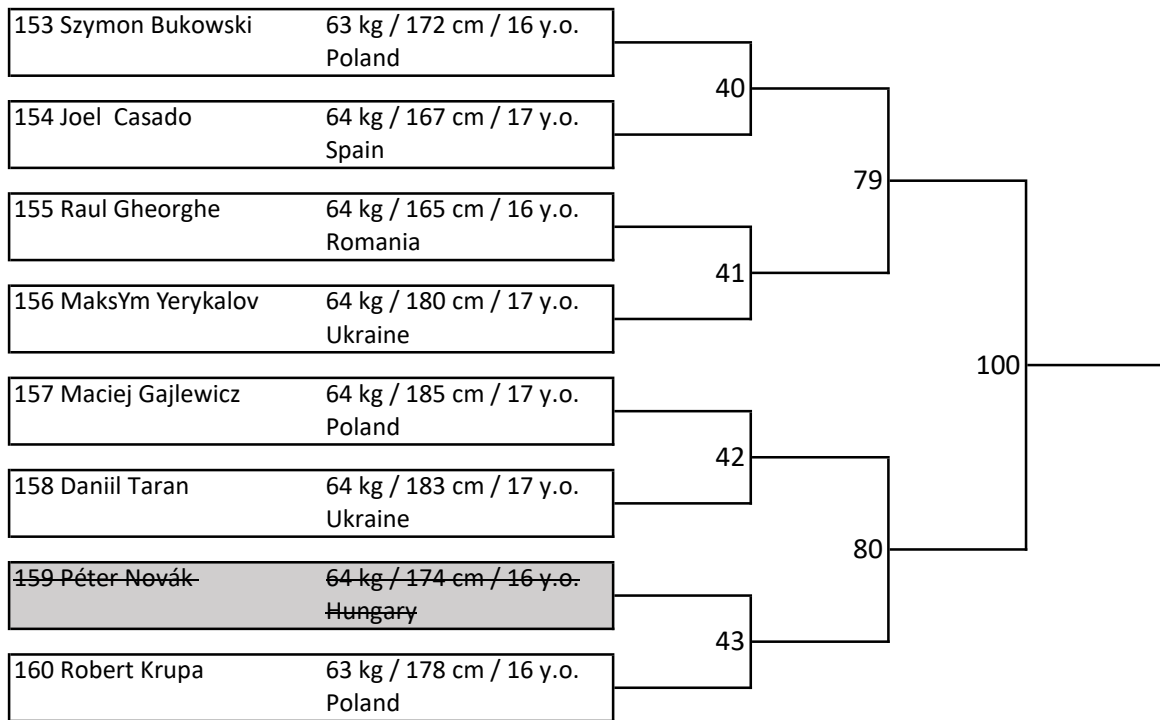 153 Szymon Bukowski 63 kg / 172 cm / 16 y.o.
Poland
40
154 Joel  Casado 64 kg / 167 cm / 17 y.o.
Spain
79
155 Raul Gheorghe 64 kg / 165 cm / 16 y.o.
Romania
41
156 MaksYm Yerykalov 64 kg / 180 cm / 17 y.o.
Ukraine
100
157 Maciej Gajlewicz 64 kg / 185 cm / 17 y.o.
Poland
42
158 Daniil Taran 64 kg / 183 cm / 17 y.o.
Ukraine
80
159 Péter Novák 64 kg / 174 cm / 16 y.o.
Hungary
43
160 Robert Krupa 63 kg / 178 cm / 16 y.o.
Poland